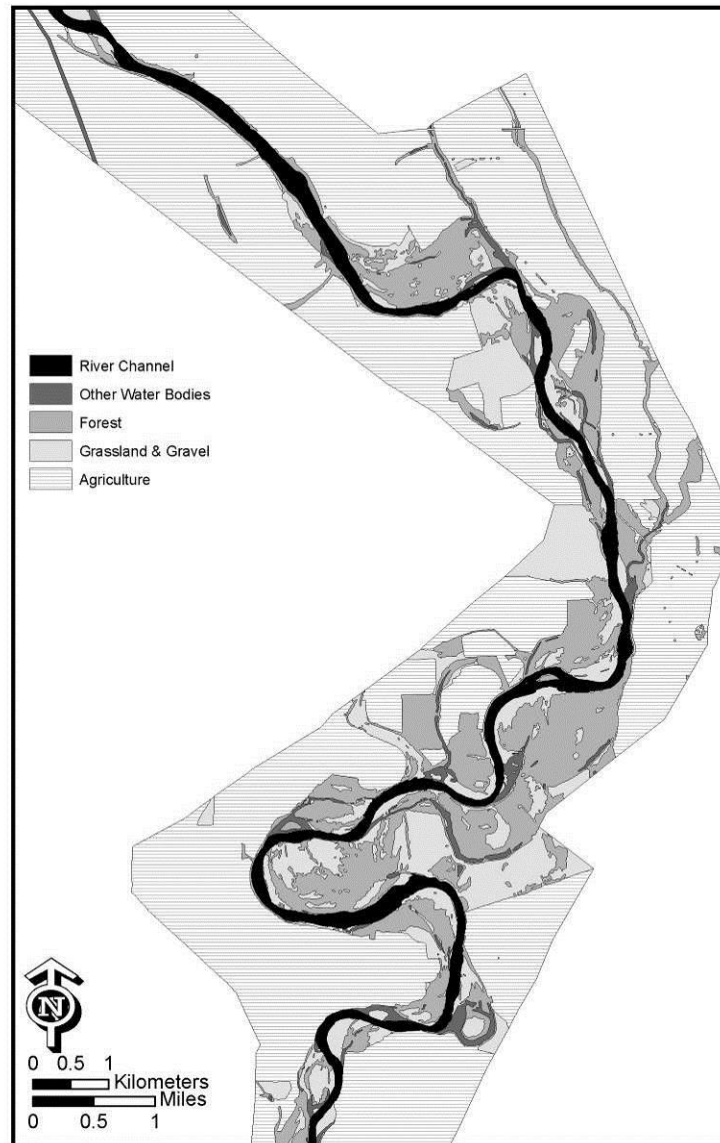 River Channel
Other Water Bodies
Forest
Grassland & Gravel
Agriculture
N
0 0.5 1
Kilometers
Miles
0 0.5 1